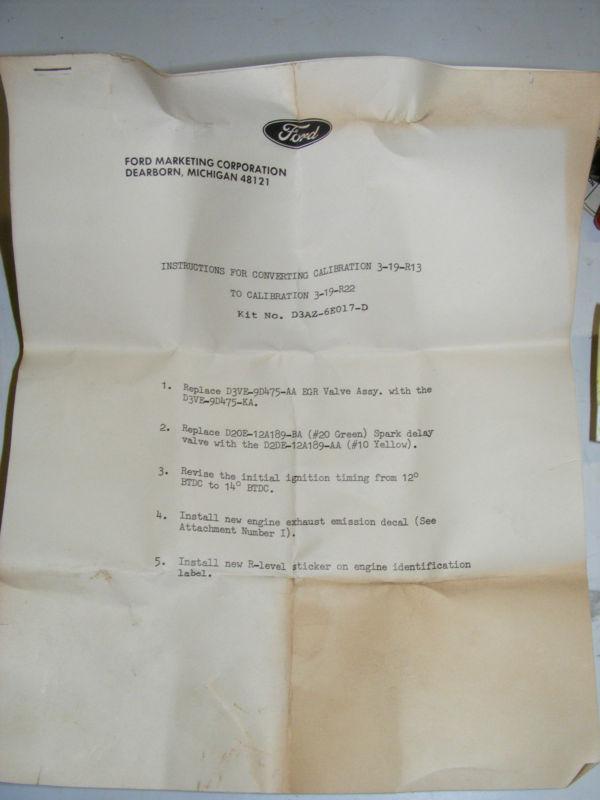 Ford
FORD MARKETING CORPORATION
DEARBORN, MICHIGAN 48121
INSTRUCTIONS FOR CONVERTING CALIBRATION 3-19-R13
TO CALIBRATION 3-19-R22
Kit No. D3AZ-6E017-D
1. Replace D3VE-9D475-AA EGR Valve Assy. with the
D3VE-9D475-KA.
2. Replace D2OE-12A189-BA (#20 Green) Spark delay
valve with the D2DE-12A189-AA (#10 Yellow).
3. Revise the initial ignition timing from 12°
BTDC to 14° BTDC.
4. Install new engine exhaust emission decal (See
Attachment Number I).
5. Install new R-level sticker on engine identification
label.